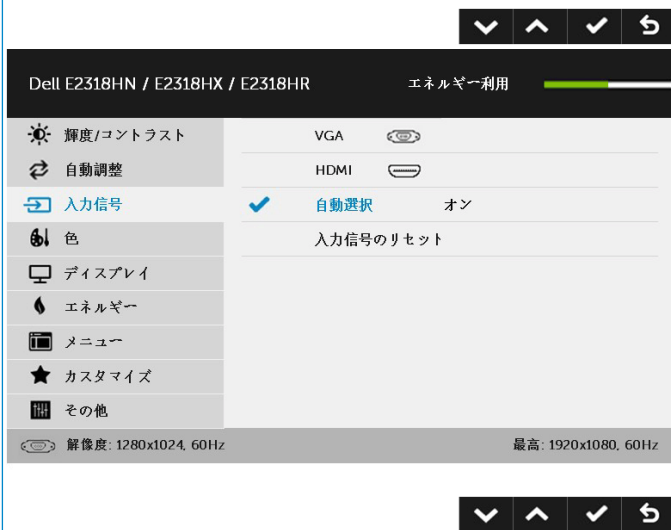 Dell E2318HN / E2318HX / E2318HR エネルギー利用
輝度/コントラスト
自動調整
入力信号
色
ディスプレイ
エネルギー
メニュー
カスタマイズ
その他
VGA
HDMI
自動選択 オン
入力信号のリセット
解像度: 1280x1024, 60Hz 最高: 1920x1080, 60Hz